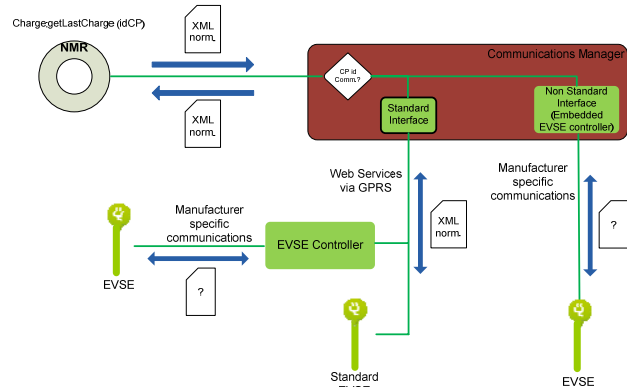 Charge:getLastCharge (idCP)
NMR
XML
norm.
XML
norm.
Communications Manager
CP id
Comm.?
Standard
Interface
Non Standard
Interface
(Embedded
EVSE controller)
Web Services
via GPRS
XML
norm.
Manufacturer
specific
communications
?
Manufacturer
specific
communications
EVSE Controller
?
EVSE
Standard
EVSE
EVSE